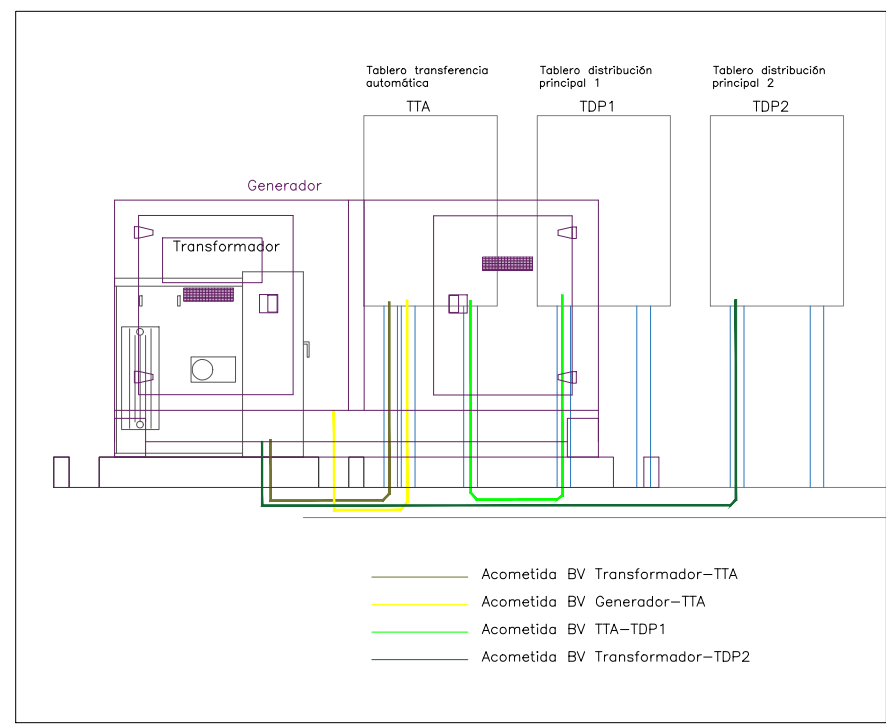 Tablero transferencia
automática
TTA
Tablero distribución
principal 1
TDP1
Tablero distribución
principal 2
TDP2
Generador
Transformador
Acometida BV Transformador–TTA
Acometida BV Generador–TTA
Acometida BV TTA–TDP1
Acometida BV Transformador–TDP2